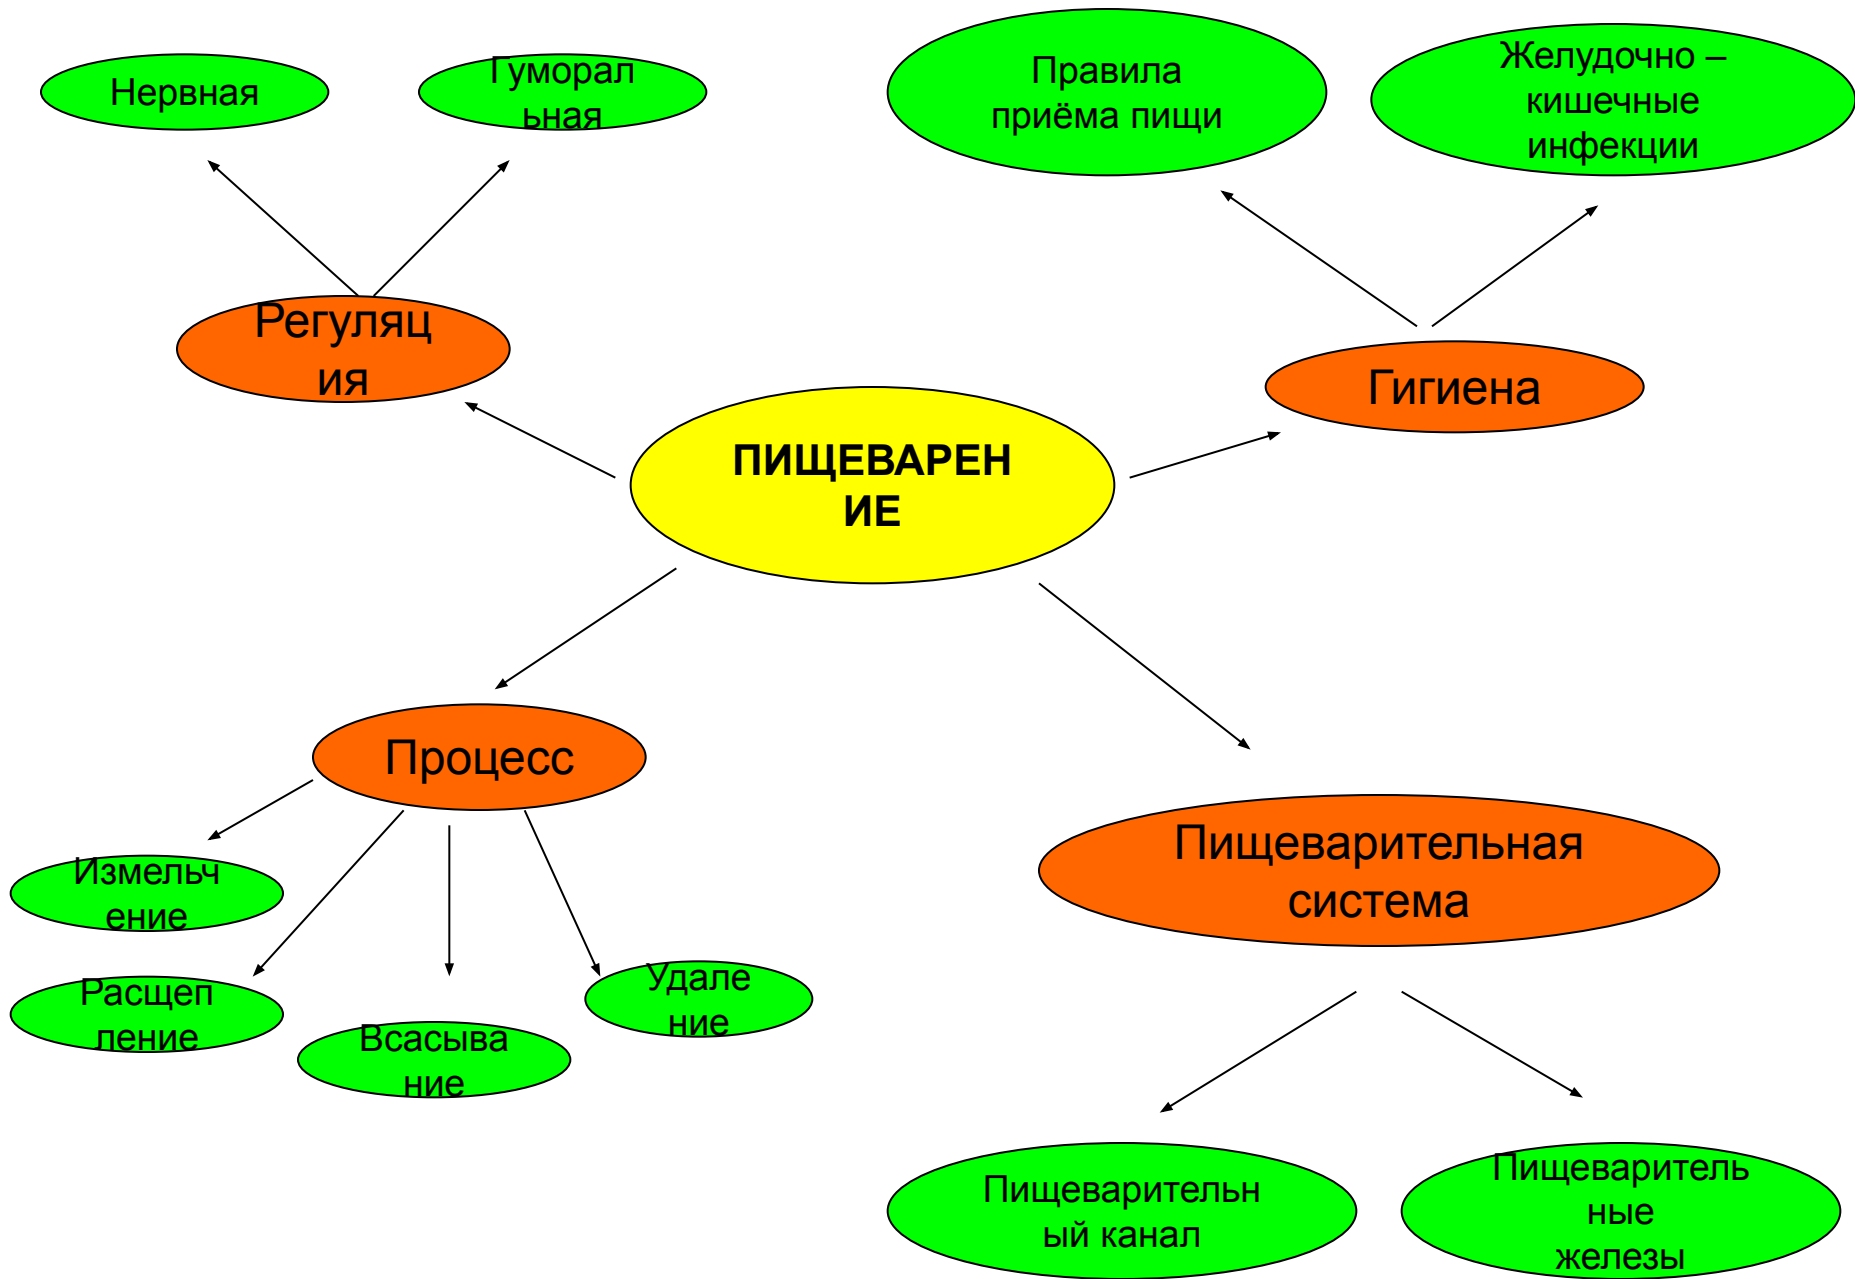 Нервная
Гуморал
ьная
Правила
приёма пищи
Желудочно –
кишечные
инфекции
Регуляц
ия
Гигиена
ПИЩЕВАРЕН
ИЕ
Процесс
Измельч
ение
Расщеп
ление
Всасыва
ние
Удале
ние
Пищеварительная
система
Пищеварительн
ый канал
Пищеваритель
ные
железы